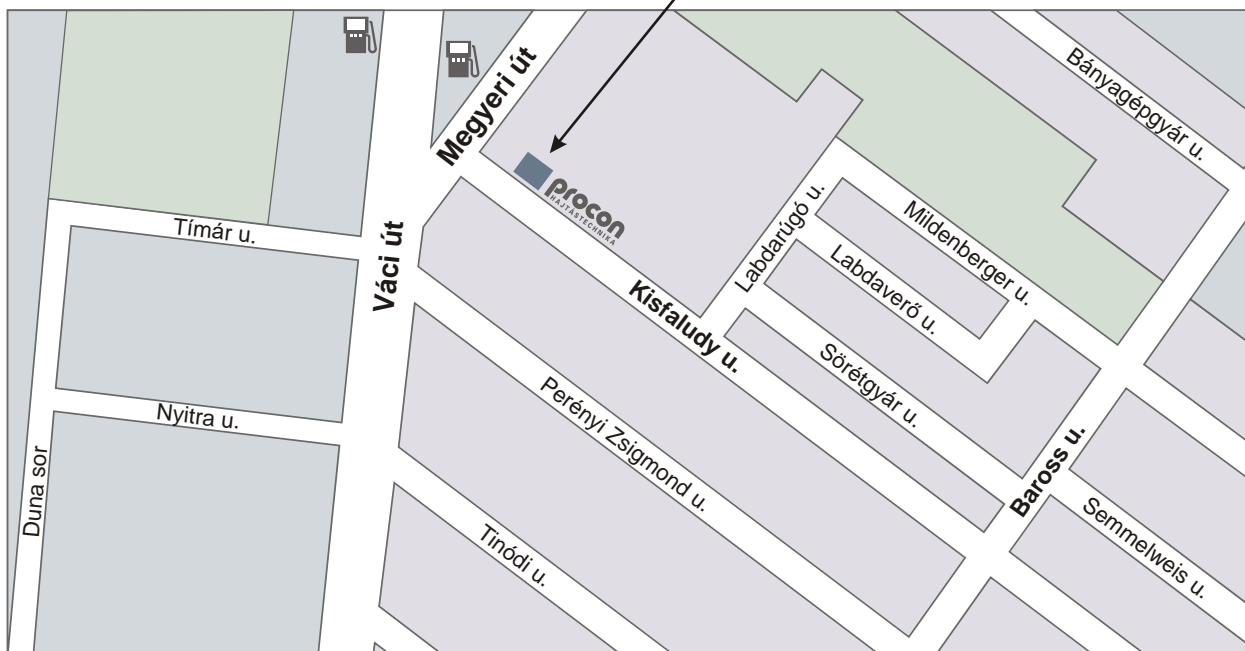 Megyeri út
Bányagépgyár u.
procon
HAJTÁSTECHNIKA
Tímár u.
Váci út
Labdarúgó u.
Mildenberger u.
Labdaverő u.
Kisfaludy u.
Sörétgyár u.
Nyitra u.
Perényi Zsigmond u.
Duna sor
Baross u.
Semmelweis u.
Tinódi u.